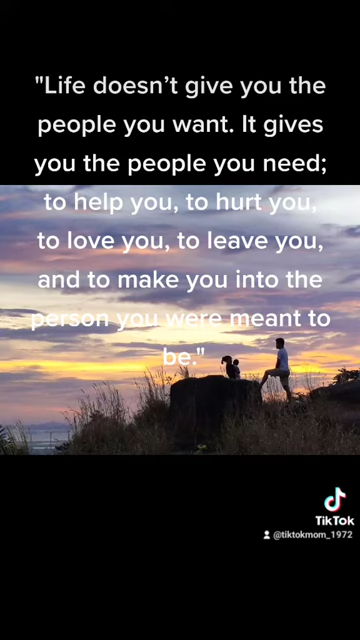 "Life doesn’t give you the
people you want. It gives
you the people you need;
to help you, to hurt you,
to love you, to leave you,
and to make you into the
person you were meant to
be."
TikTok
@tiktokmom_1972